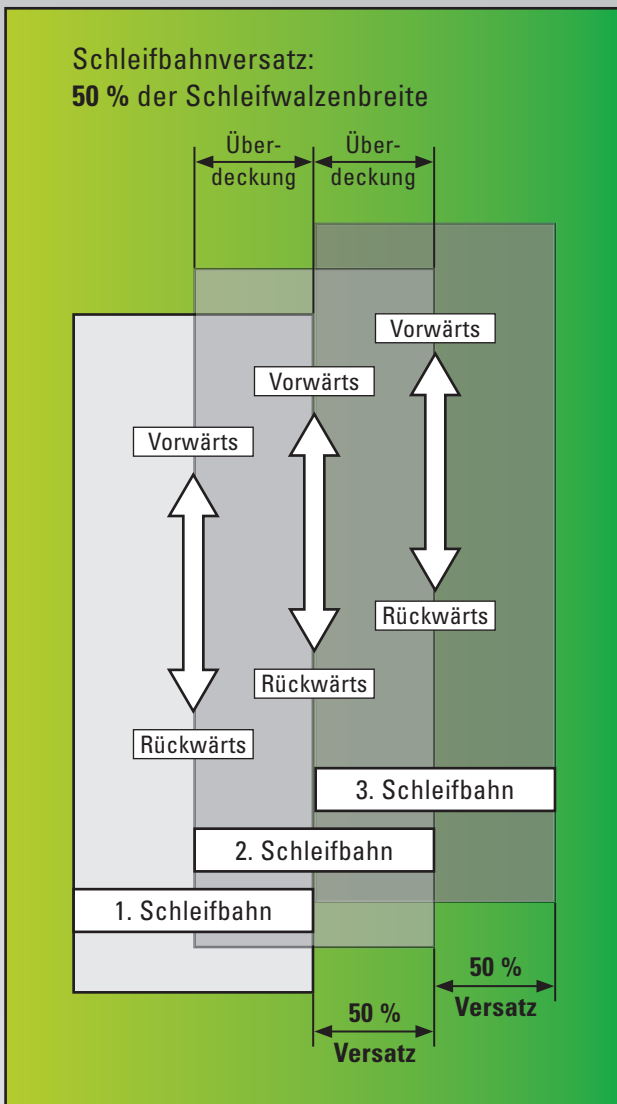 Schleifbahnversatz:
50 % der Schleifwalzenbreite
Über-
deckung
Über-
deckung
Vorwärts
Vorwärts
Vorwärts
Rückwärts
Rückwärts
Rückwärts
3. Schleifbahn
2. Schleifbahn
1. Schleifbahn
50 %
Versatz
50 %
Versatz